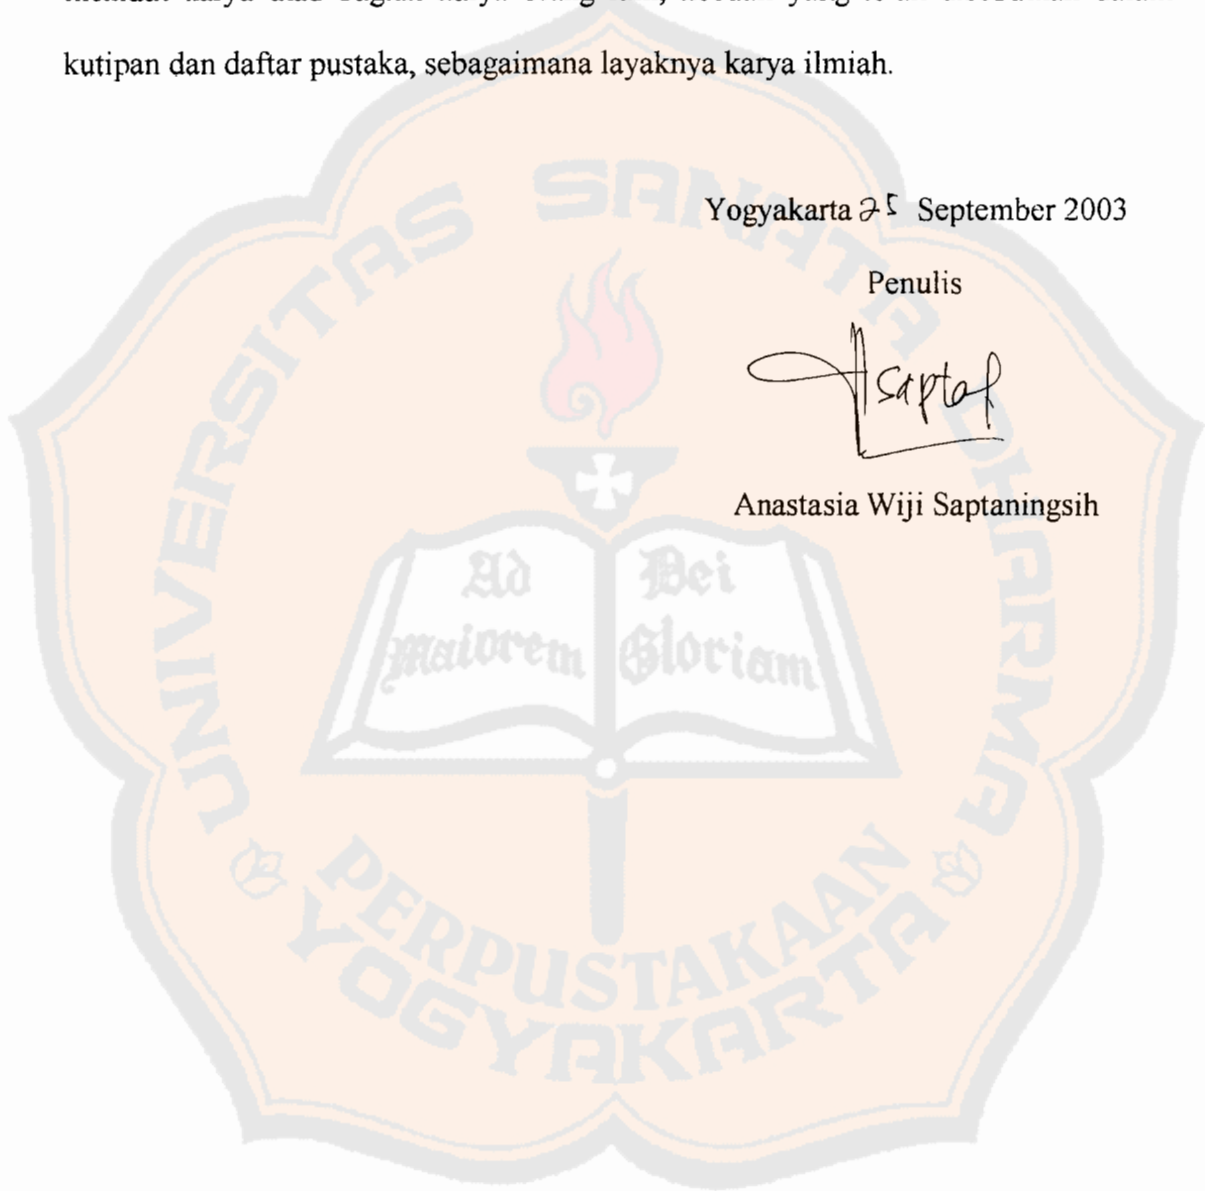 kutipan dan daftar pustaka, sebagaimana layaknya karya ilmiah.
Yogyakarta 25 September 2003
Penulis
Asaptaf
Anastasia Wiji Saptaningsih
UNIVERSITAS SANATA DHARMA
Ad
maiorem
Dei
Gloriam
PERPUSTAKAAN
YOGYAKARTA